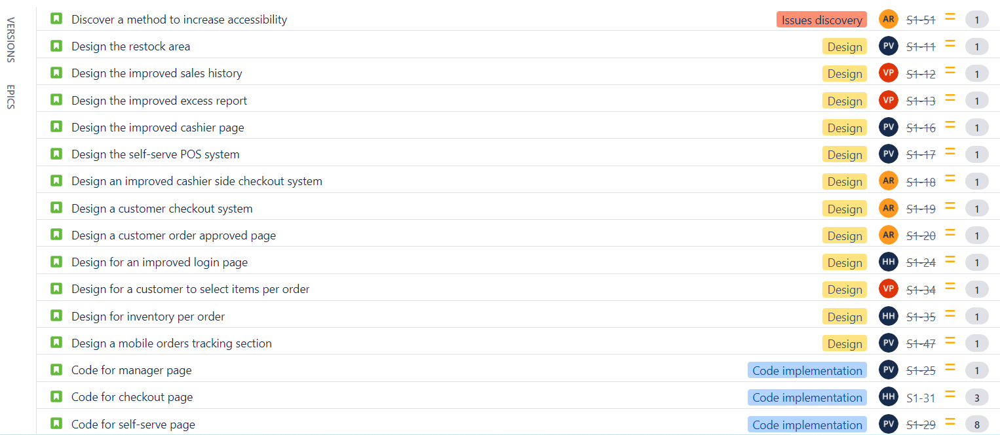 VERSIONS
EPICS
Discover a method to increase accessibility Issues discovery AR S1-51 1
Design the restock area Design PV S1-11 1
Design the improved sales history Design VP S1-12 1
Design the improved excess report Design VP S1-13 1
Design the improved cashier page Design PV S1-16 1
Design the self-serve POS system Design PV S1-17 1
Design an improved cashier side checkout system Design AR S1-18 1
Design a customer checkout system Design AR S1-19 1
Design a customer order approved page Design AR S1-20 1
Design for an improved login page Design HH S1-24 1
Design for a customer to select items per order Design VP S1-34 1
Design for inventory per order Design HH S1-35 1
Design a mobile orders tracking section Design PV S1-47 1
Code for manager page Code implementation PV S1-25 1
Code for checkout page Code implementation HH S1-31 3
Code for self-serve page Code implementation PV S1-29 8